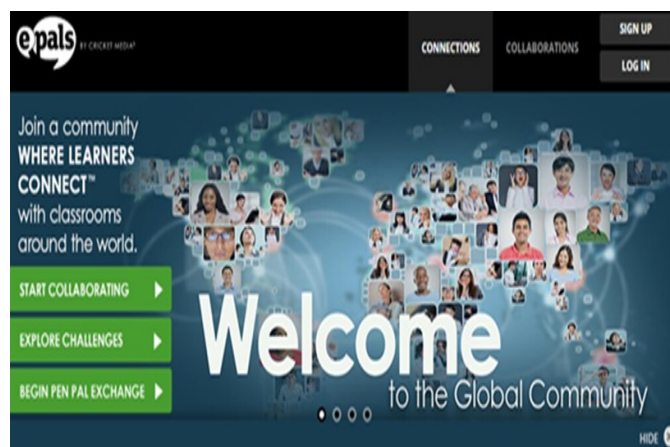 epals BY CRICKET MEDIA
CONNECTIONS
COLLABORATIONS
SIGN UP
LOG IN
Join a community
WHERE LEARNERS
CONNECT™
with classrooms
around the world.
START COLLABORATING
EXPLORE CHALLENGES
BEGIN PEN PAL EXCHANGE
Welcome
to the Global Community
HIDE